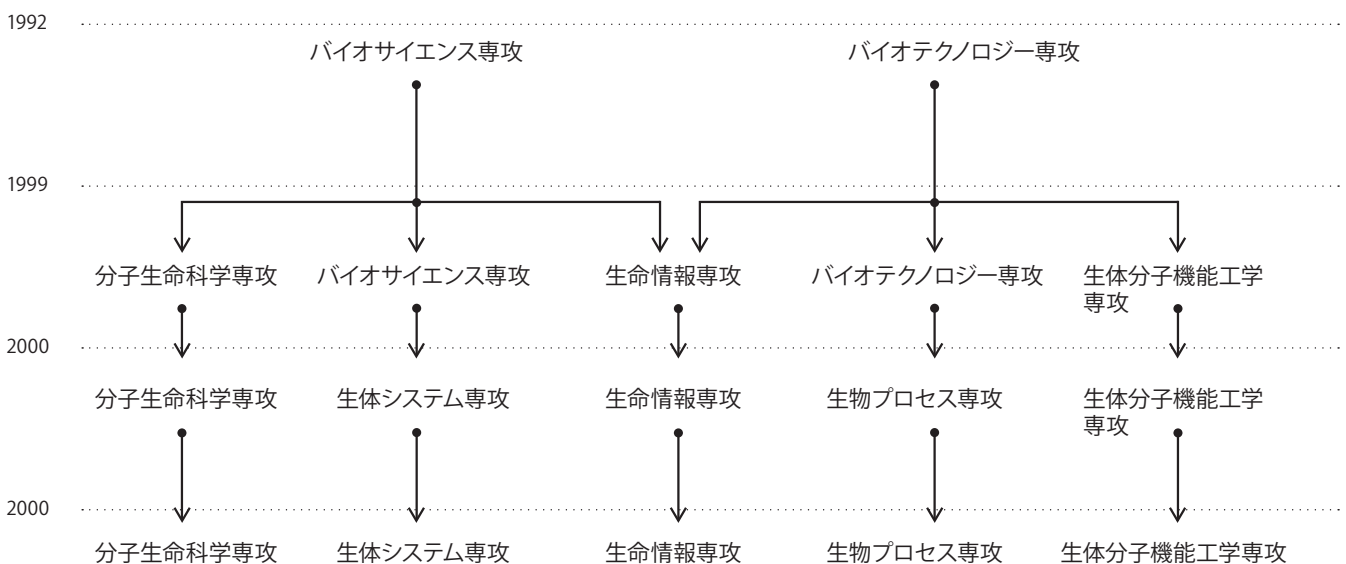 1992
バイオサイエンス専攻
バイオテクノロジー専攻
1999
分子生命科学専攻
バイオサイエンス専攻
生命情報専攻
バイオテクノロジー専攻
生体分子機能工学
専攻
2000
分子生命科学専攻
生体システム専攻
生命情報専攻
生物プロセス専攻
生体分子機能工学
専攻
2000
分子生命科学専攻
生体システム専攻
生命情報専攻
生物プロセス専攻
生体分子機能工学専攻